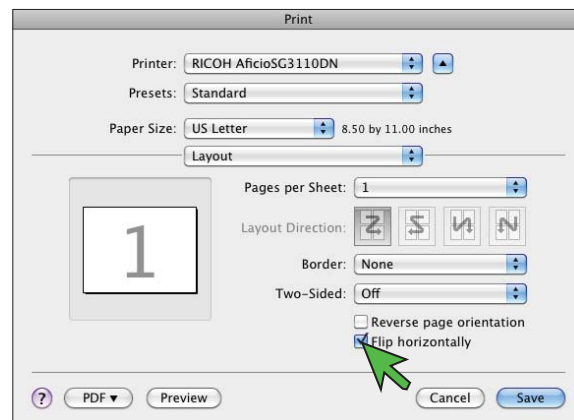 Print
Printer: RICOH AficioSG3110DN
Presets: Standard
Paper Size: US Letter 8.50 by 11.00 inches
Layout
Pages per Sheet: 1
1
Layout Direction:
Border: None
Two-Sided: Off
Reverse page orientation
Flip horizontally
? PDF▼ Preview Cancel Save